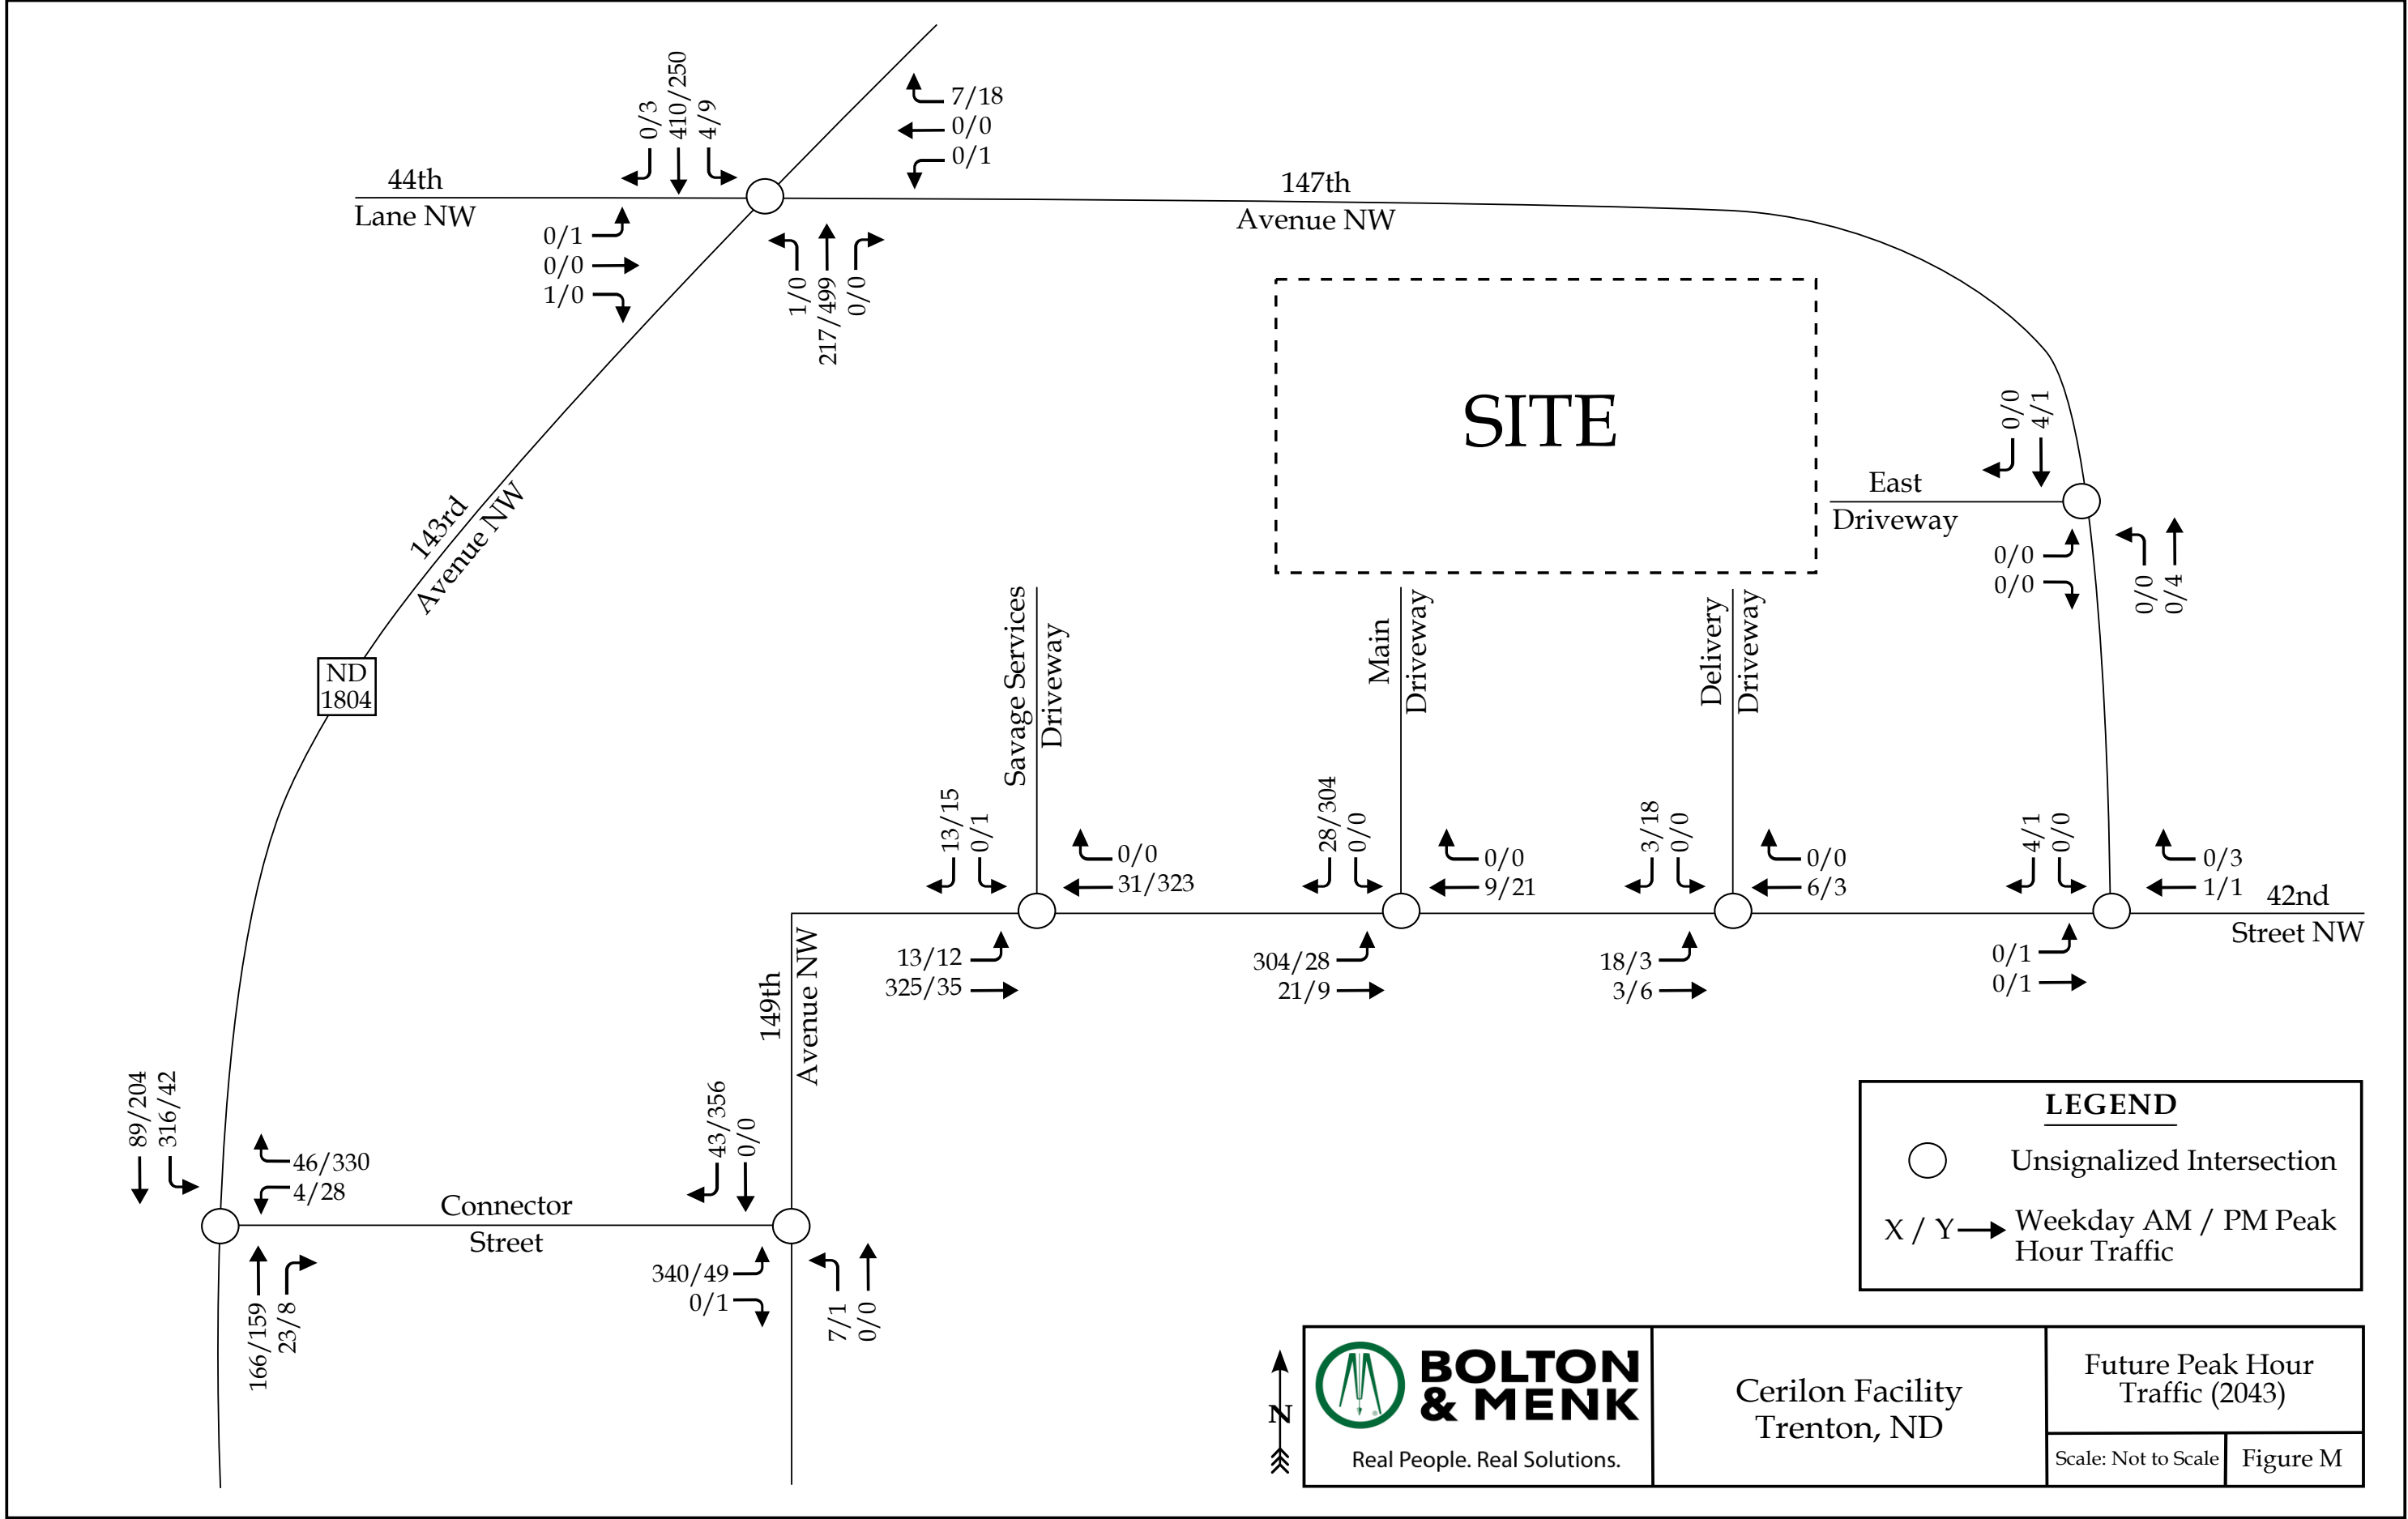 0/3
410/250
4/9
7/18
0/0
0/1
44th
Lane NW
147th
Avenue NW
0/1
0/0
1/0
1/0
217/499
0/0
SITE
0/0
4/1
East
Driveway
0/0
0/0
0/0
0/4
143rd
Avenue NW
ND
1804
Savage Services
Driveway
Main
Driveway
Delivery
Driveway
13/15
0/1
0/0
31/323
28/304
0/0
0/0
9/21
3/18
0/0
0/0
6/3
4/1
0/0
0/3
1/1
42nd
Street NW
13/12
325/35
304/28
21/9
18/3
3/6
0/1
0/1
149th
Avenue NW
89/204
316/42
46/330
4/28
Connector
Street
43/356
0/0
166/159
23/8
340/49
0/1
7/1
0/0
LEGEND
Unsignalized Intersection
X / Y
Weekday AM / PM Peak
Hour Traffic
N
BOLTON
& MENK
®
Real People. Real Solutions.
Cerilon Facility
Trenton, ND
Future Peak Hour
Traffic (2043)
Scale: Not to Scale
Figure M